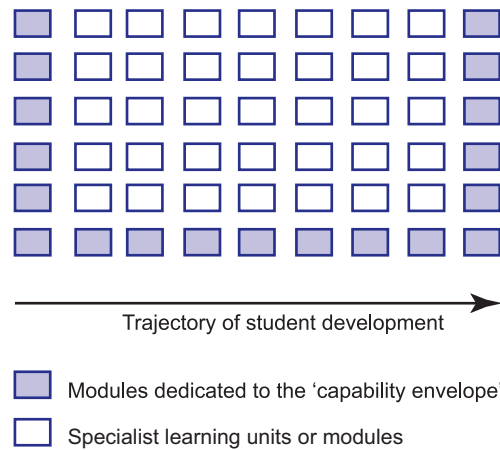 Trajectory of student development
Modules dedicated to the ‘capability envelope’
Specialist learning units or modules